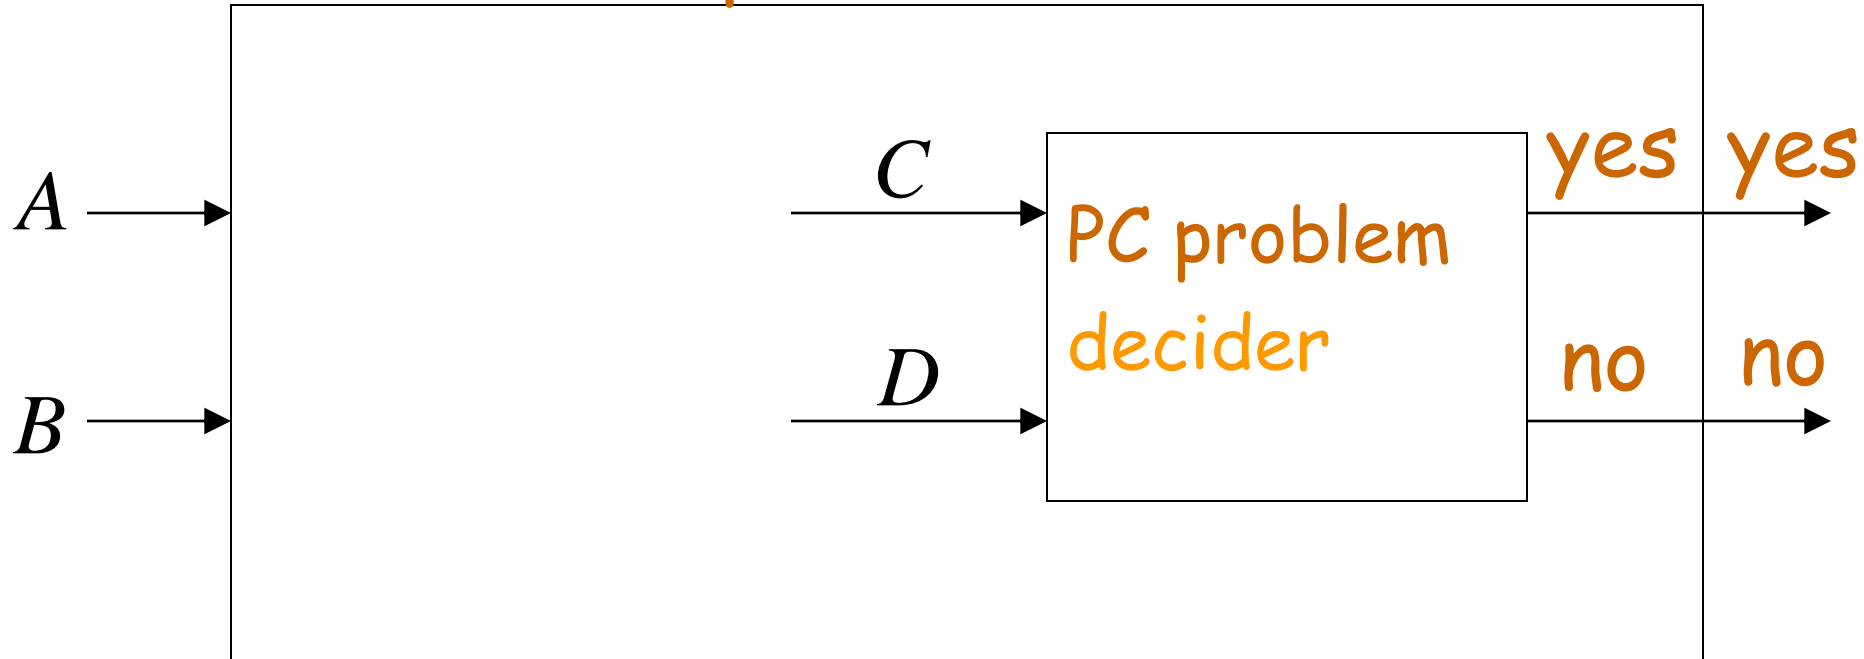 A
B
C
D
PC problem
decider
yes yes
no no